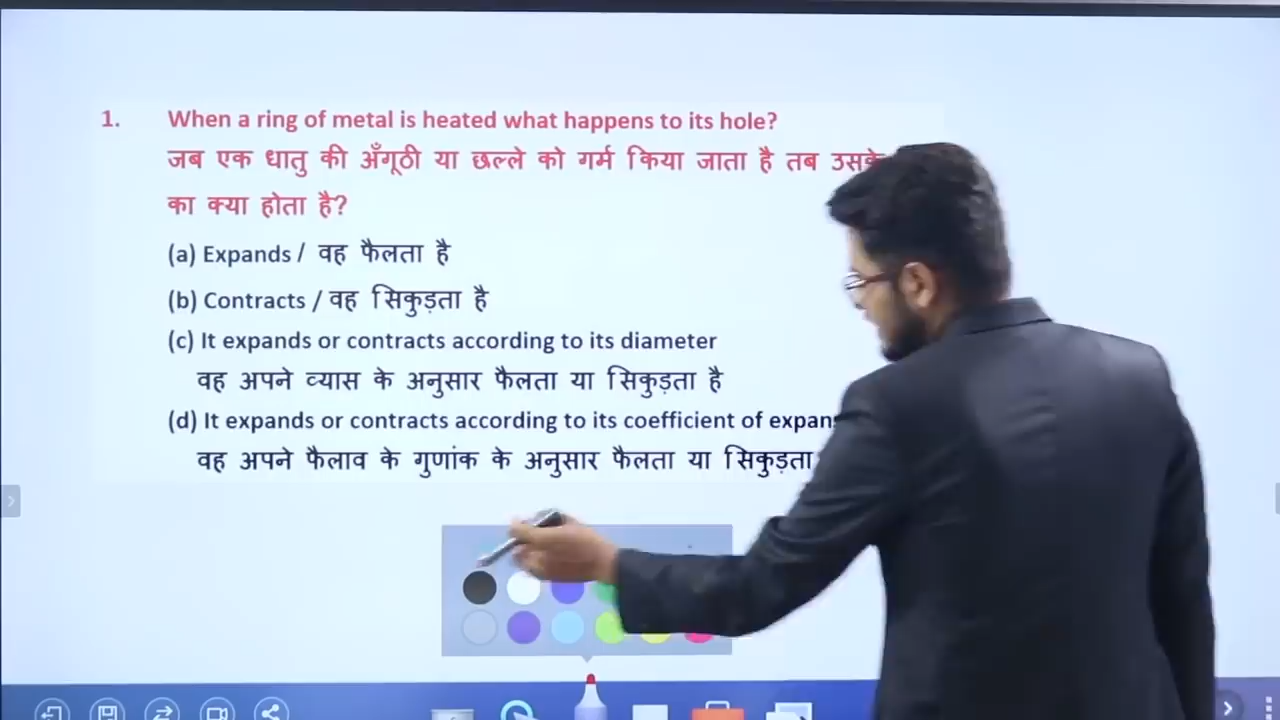 1. When a ring of metal is heated what happens to its hole?
जब एक धातु की अँगूठी या छल्ले को गर्म किया जाता है तब
का क्या होता है?
(a) Expands / वह फैलता है
(b) Contracts / वह सिकुड़ता है
(c) It expands or contracts according to its diameter
वह अपने व्यास के अनुसार फैलता या सिकुड़ता है
(d) It expands or contracts according to its coefficient of
वह अपने फैलाव के गुणांक के अनुसार फैलता या सिकुड़ता